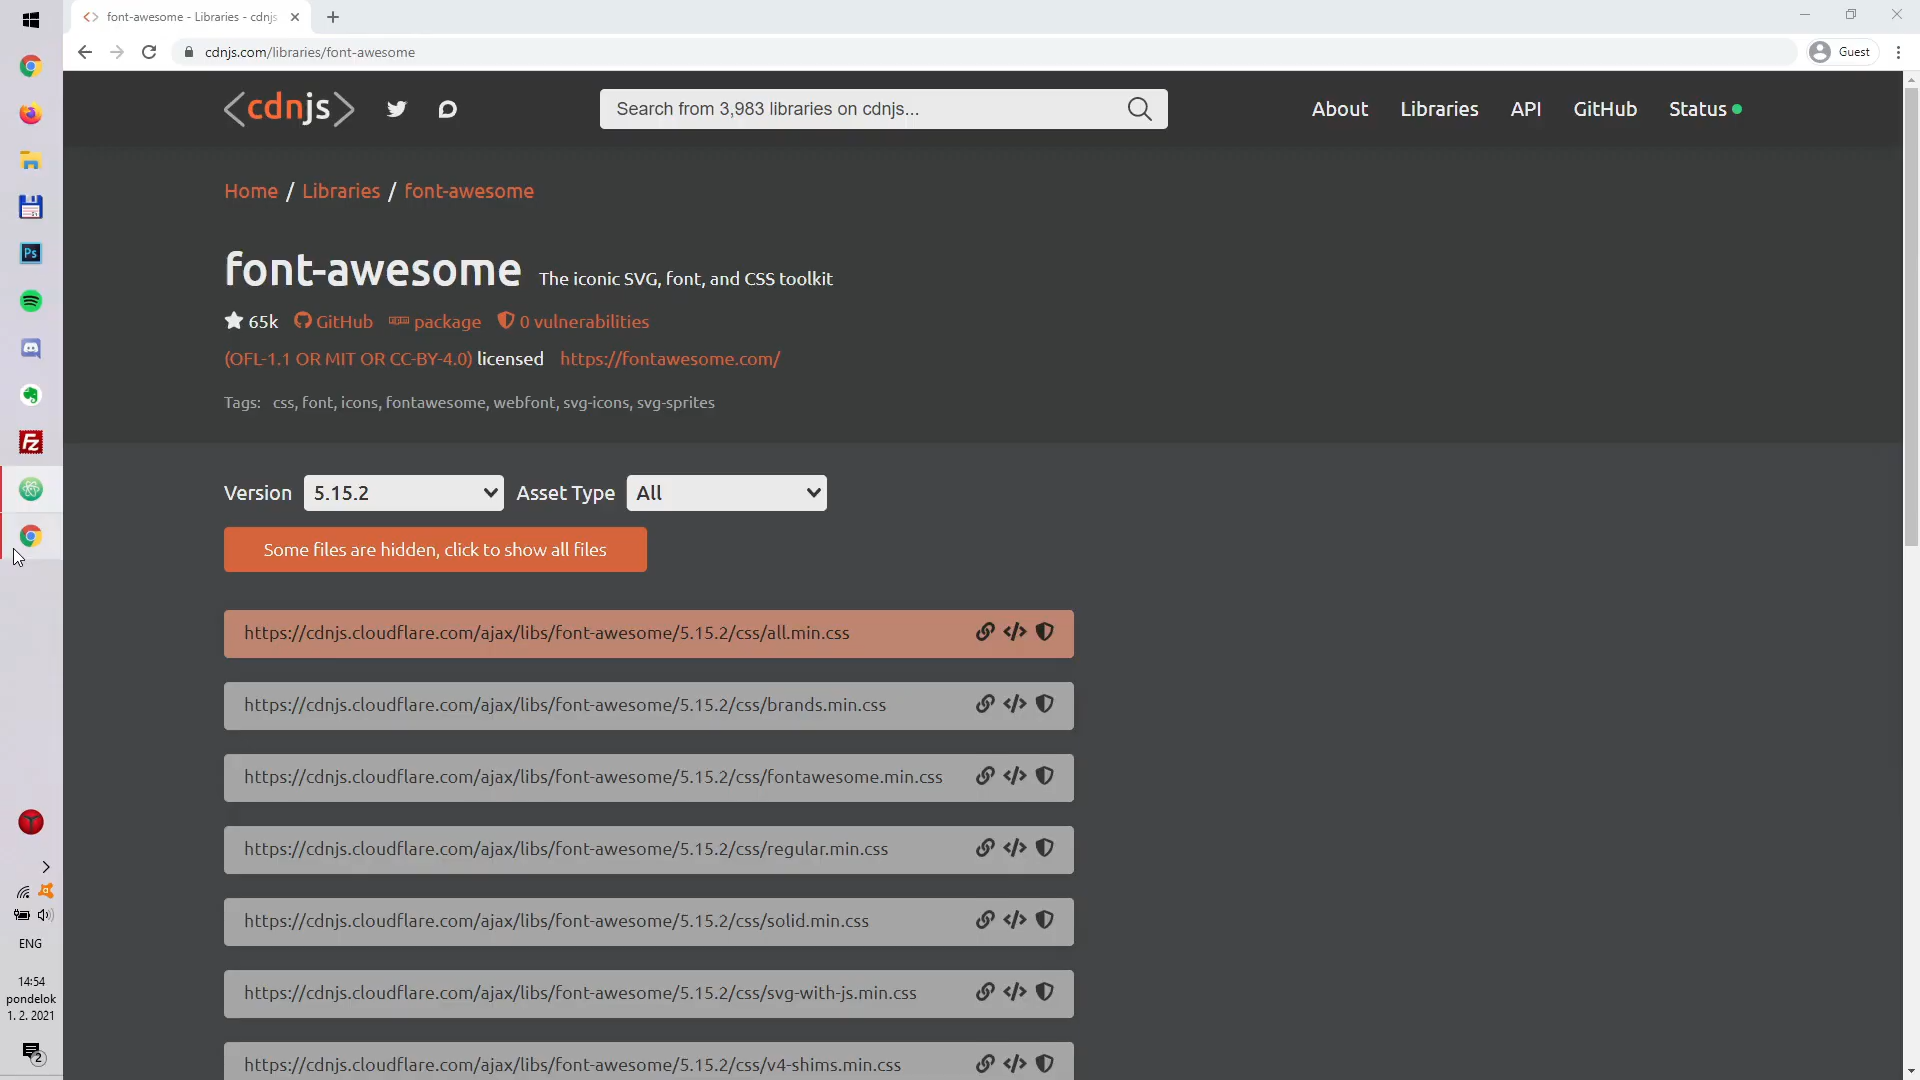 font-awesome - Libraries - cdnjs
cdnjs.com/libraries/font-awesome
Guest
<cdnjs>
Search from 3,983 libraries on cdnjs...
About
Libraries
API
GitHub
Status
Home / Libraries / font-awesome
font-awesome The iconic SVG, font, and CSS toolkit
65k GitHub npm package 0 vulnerabilities
(OFL-1.1 OR MIT OR CC-BY-4.0) licensed https://fontawesome.com/
Tags: css, font, icons, fontawesome, webfont, svg-icons, svg-sprites
Version 5.15.2 Asset Type All
Some files are hidden, click to show all files
https://cdnjs.cloudflare.com/ajax/libs/font-awesome/5.15.2/css/all.min.css
https://cdnjs.cloudflare.com/ajax/libs/font-awesome/5.15.2/css/brands.min.css
https://cdnjs.cloudflare.com/ajax/libs/font-awesome/5.15.2/css/fontawesome.min.css
https://cdnjs.cloudflare.com/ajax/libs/font-awesome/5.15.2/css/regular.min.css
https://cdnjs.cloudflare.com/ajax/libs/font-awesome/5.15.2/css/solid.min.css
https://cdnjs.cloudflare.com/ajax/libs/font-awesome/5.15.2/css/svg-with-js.min.css
https://cdnjs.cloudflare.com/ajax/libs/font-awesome/5.15.2/css/v4-shims.min.css
Ps
Fz
ENG
14:54
pondelok
1. 2. 2021
2